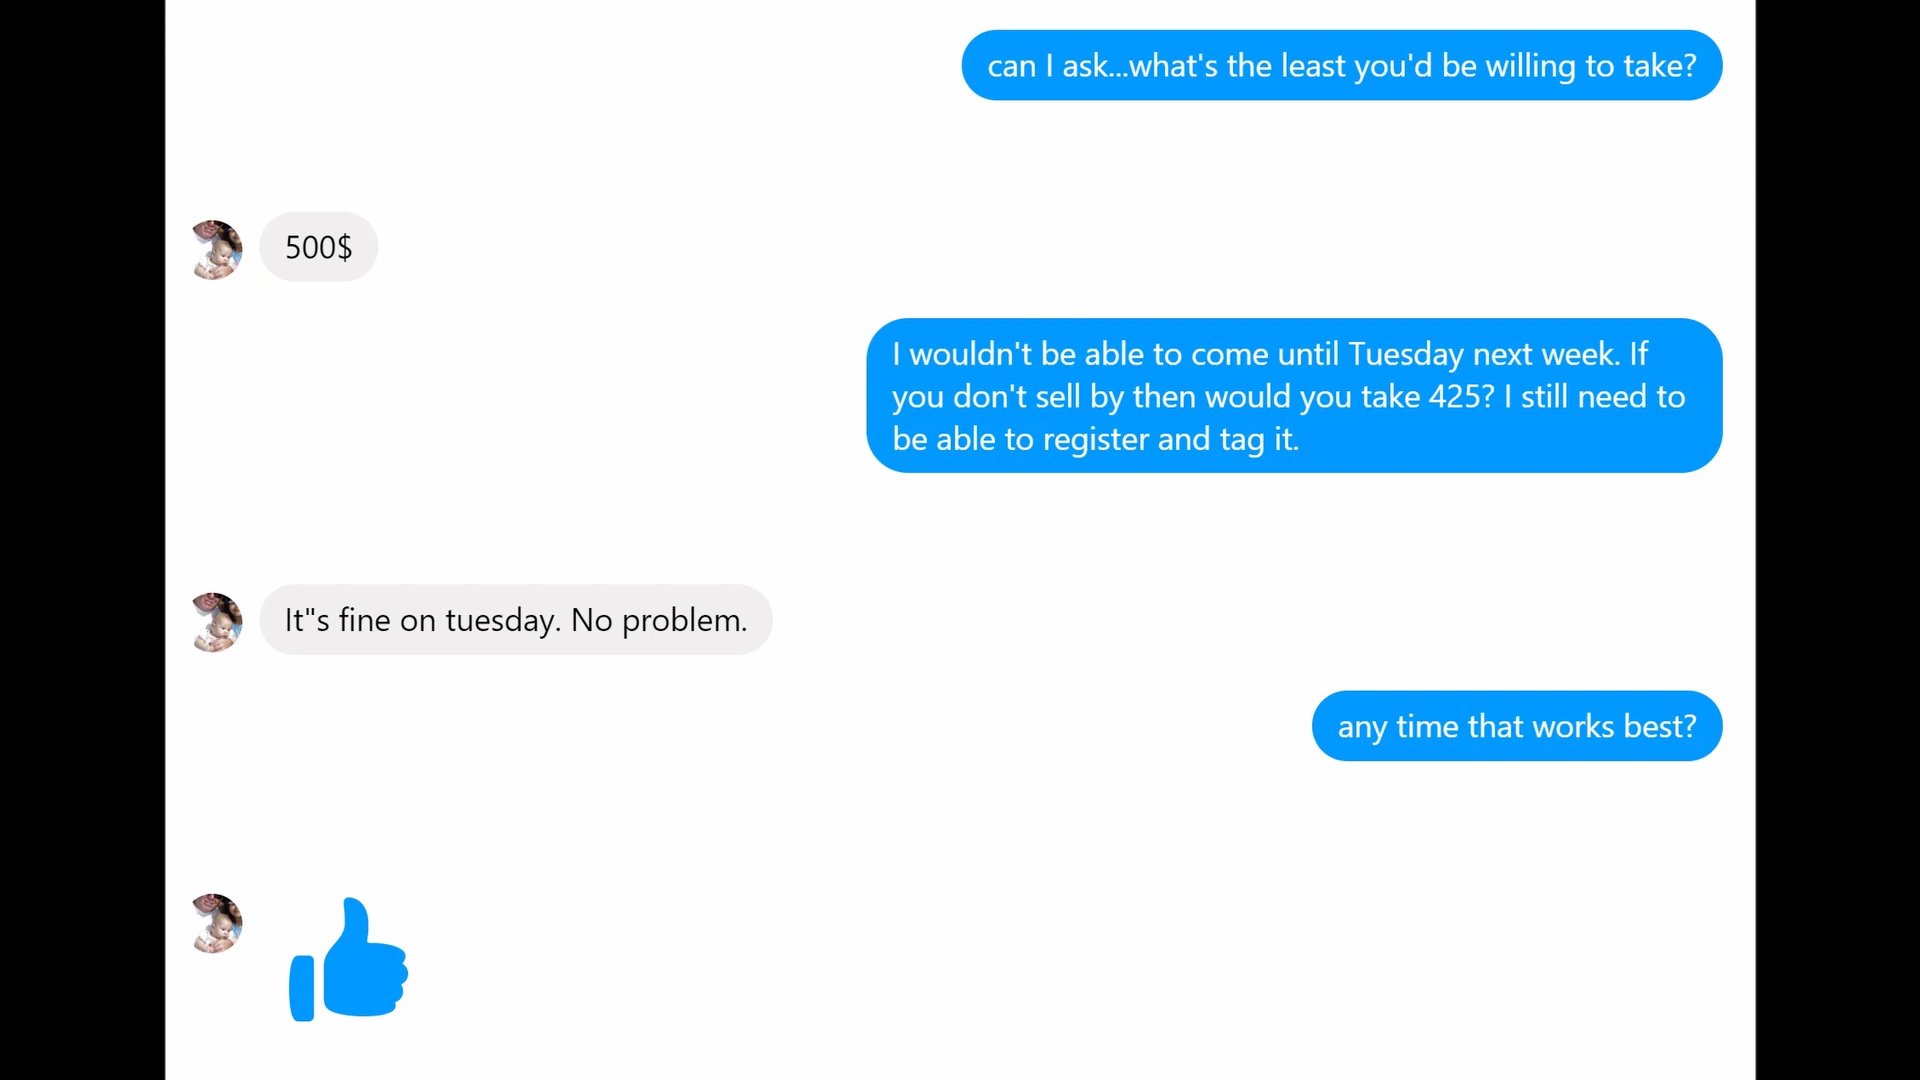 can I ask...what's the least you'd be willing to take?
500$
I wouldn't be able to come until Tuesday next week. If
you don't sell by then would you take 425? I still need to
be able to register and tag it.
It"s fine on tuesday. No problem.
any time that works best?